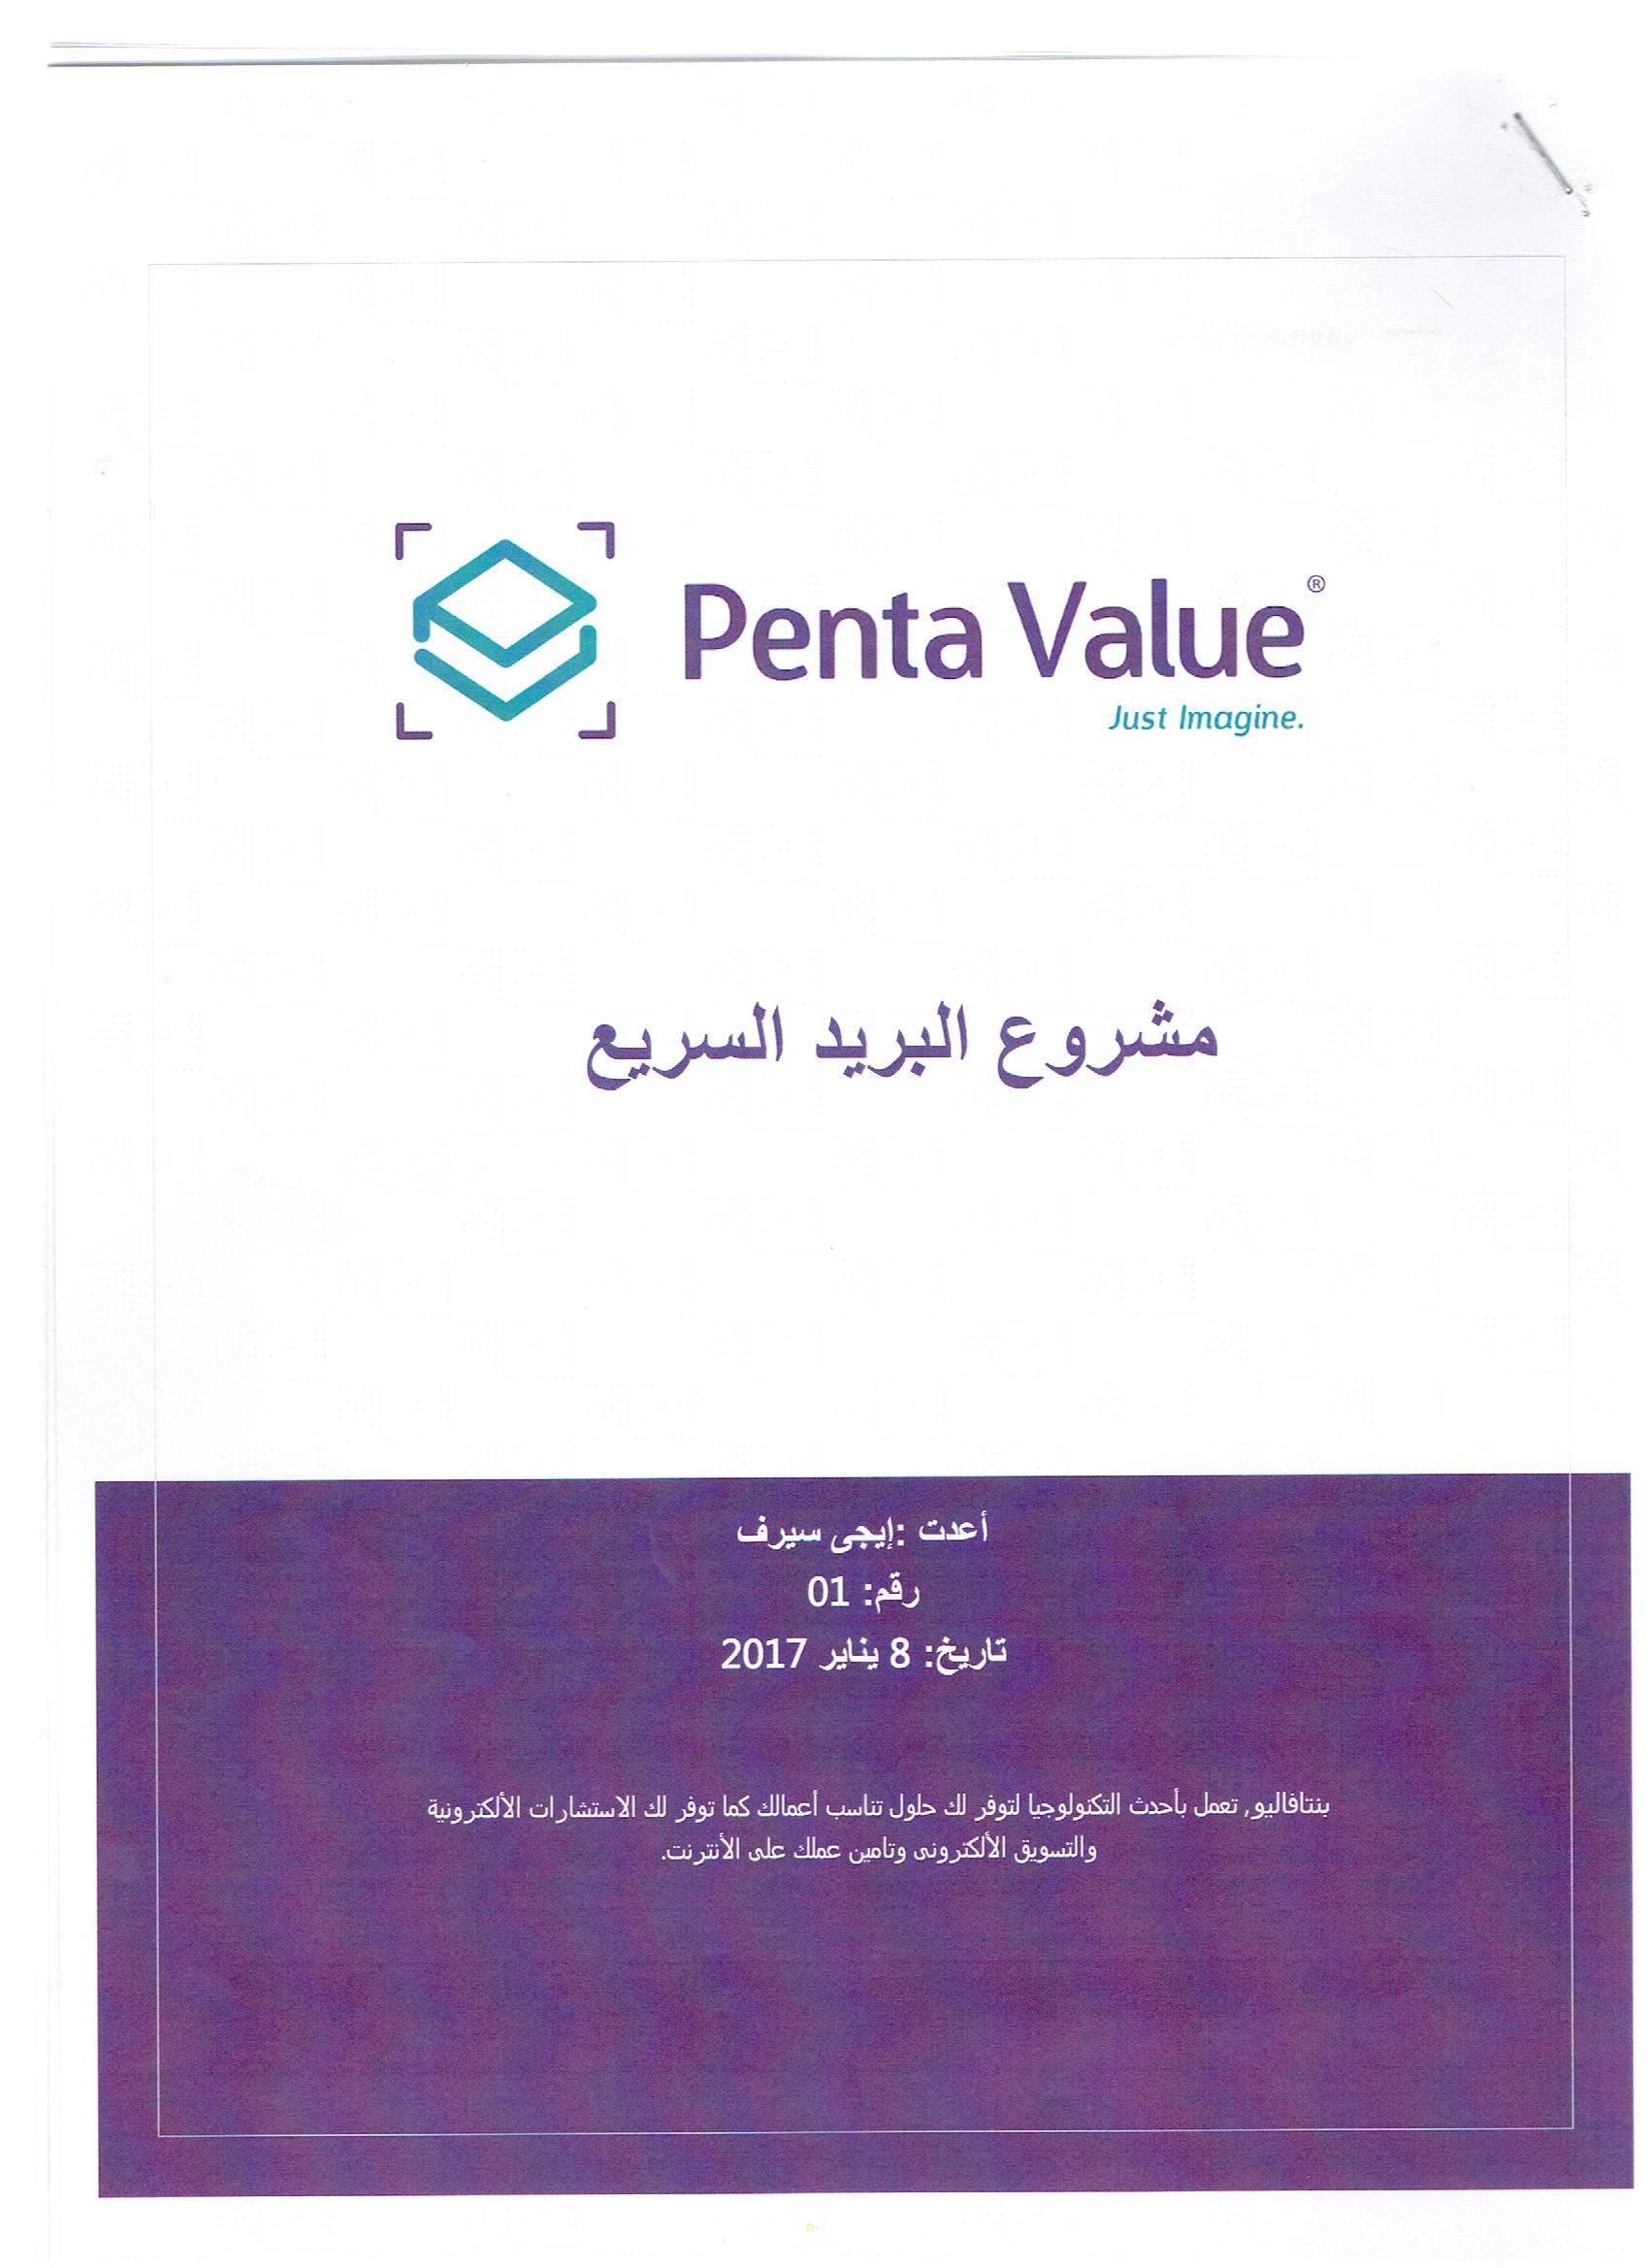 Penta Value®
Just Imagine.
مشروع البريد السريع
أعدت :إيجى سيرف
رقم: 01
تاريخ: 8 يناير 2017
بنتافاليو, تعمل بأحدث التكنولوجيا لتوفر لك حلول تناسب أعمالك كما توفر لك الاستشارات الألكترونية
والتسويق الألكترونى وتامين عملك على الأنترنت.